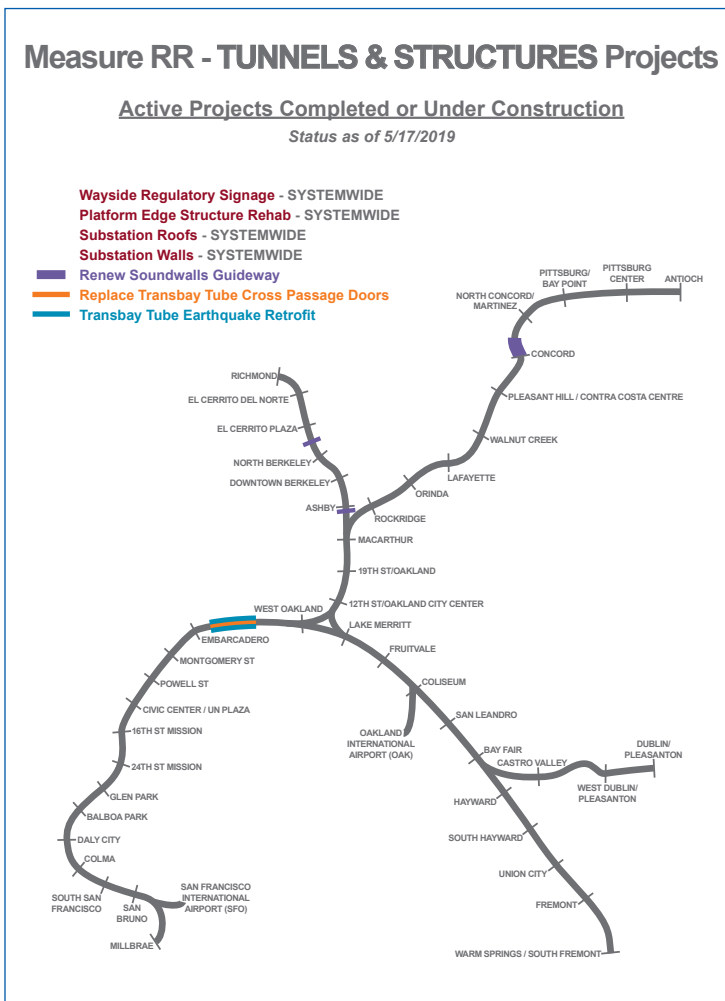 Measure RR - TUNNELS & STRUCTURES Projects
Active Projects Completed or Under Construction
Status as of 5/17/2019
Wayside Regulatory Signage - SYSTEMWIDE
Platform Edge Structure Rehab - SYSTEMWIDE
Substation Roofs - SYSTEMWIDE
Substation Walls - SYSTEMWIDE
Renew Soundwalls Guideway
Replace Transbay Tube Cross Passage Doors
Transbay Tube Earthquake Retrofit
PITTSBURG/
BAY POINT
PITTSBURG
CENTER
ANTIOCH
NORTH CONCORD/
MARTINEZ
CONCORD
RICHMOND
EL CERRITO DEL NORTE
PLEASANT HILL / CONTRA COSTA CENTRE
EL CERRITO PLAZA
WALNUT CREEK
NORTH BERKELEY
LAFAYETTE
DOWNTOWN BERKELEY
ORINDA
ASHBY
ROCKRIDGE
MACARTHUR
19TH ST/OAKLAND
12TH ST/OAKLAND CITY CENTER
WEST OAKLAND
LAKE MERRITT
EMBARCADERO
FRUITVALE
MONTGOMERY ST
COLISEUM
POWELL ST
CIVIC CENTER / UN PLAZA
SAN LEANDRO
16TH ST MISSION
OAKLAND
INTERNATIONAL
AIRPORT (OAK)
BAY FAIR
DUBLIN/
PLEASANTON
24TH ST MISSION
CASTRO VALLEY
WEST DUBLIN/
PLEASANTON
GLEN PARK
HAYWARD
BALBOA PARK
SOUTH HAYWARD
DALY CITY
COLMA
UNION CITY
SOUTH SAN
FRANCISCO
SAN
BRUNO
SAN FRANCISCO
INTERNATIONAL
AIRPORT (SFO)
FREMONT
MILLBRAE
WARM SPRINGS / SOUTH FREMONT